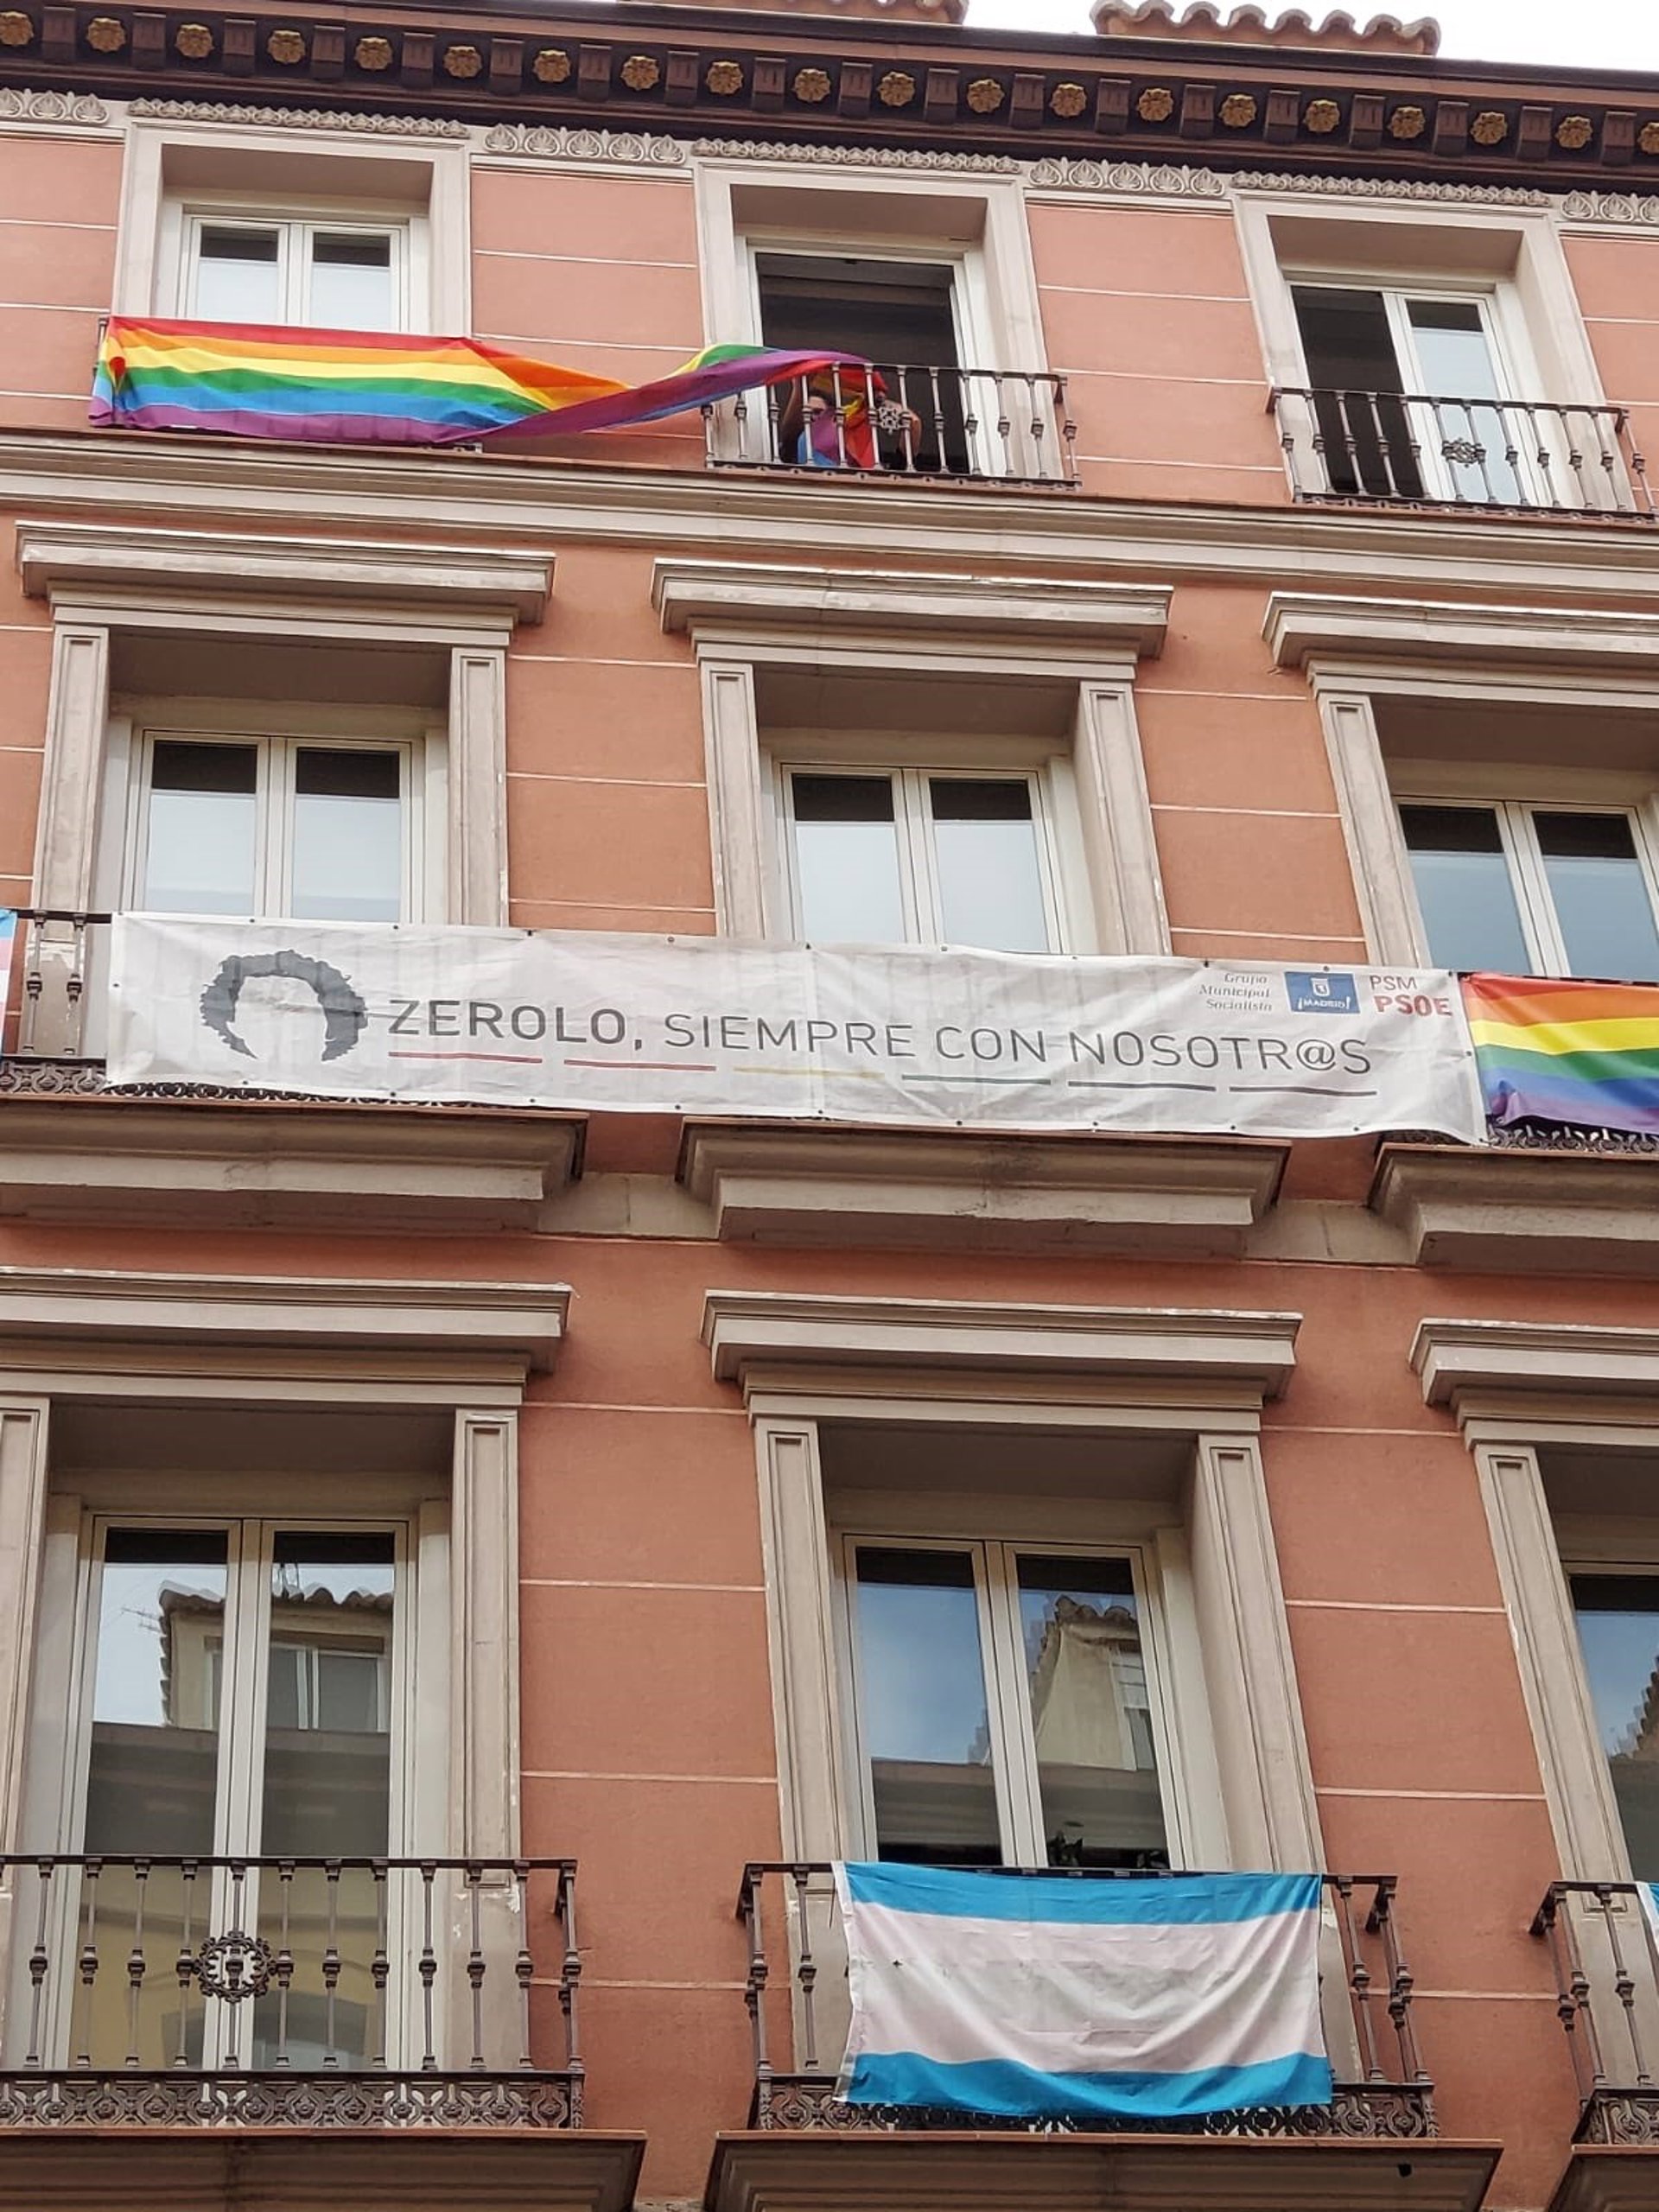 ZEROLO, SIEMPRE CON NOSOTR@S
Grupo
Municipal
Socialista
¡MADRID!
PSM
PSOE